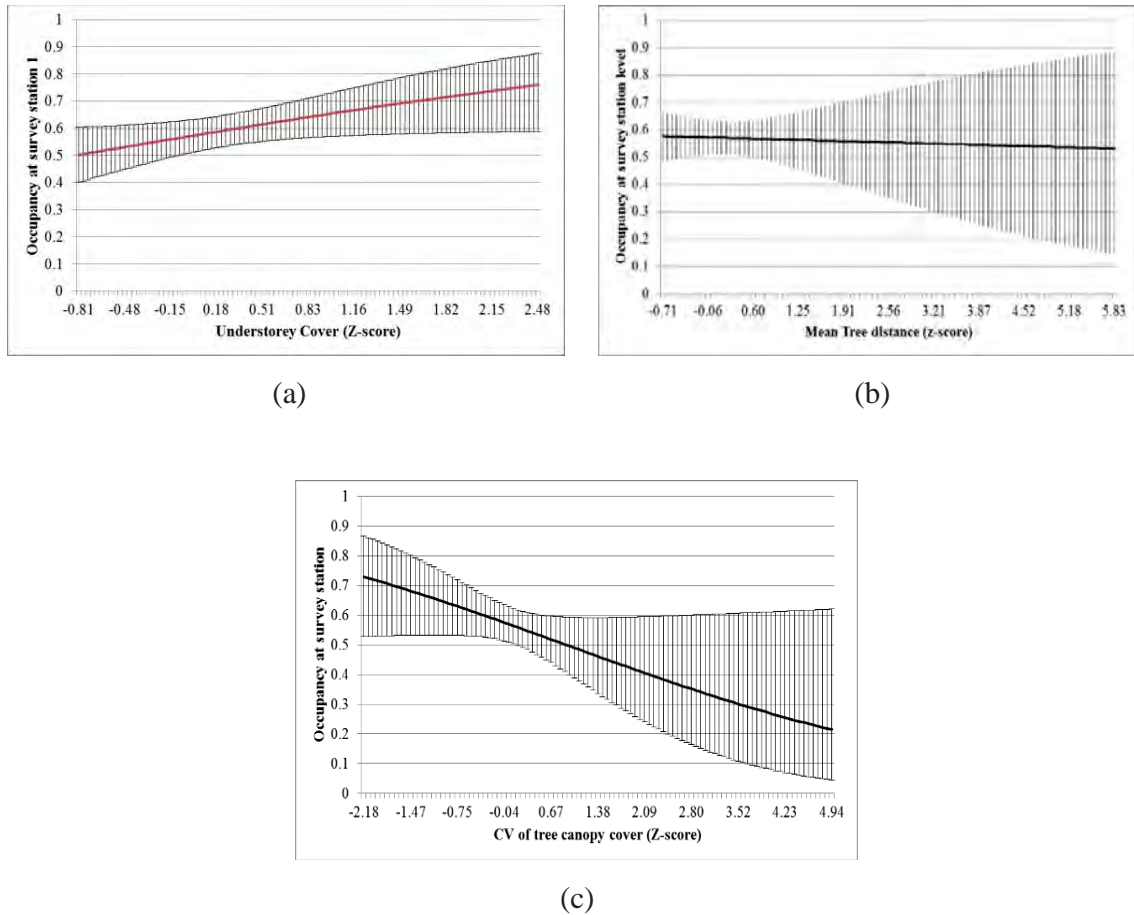 1
0.9
0.8
0.7
0.6
0.5
0.4
0.3
0.2
0.1
0
Occupancy at survey station 1
-0.81 -0.48 -0.15 0.18 0.51 0.83 1.16 1.49 1.82 2.15 2.48
Understorey Cover (Z-score)
(a)
1
0.9
0.8
0.7
0.6
0.5
0.4
0.3
0.2
0.1
0
Occupancy at survey station level
-0.71 -0.06 0.60 1.25 1.91 2.56 3.21 3.87 4.52 5.18 5.83
Mean Tree distance (z-score)
(b)
1
0.9
0.8
0.7
0.6
0.5
0.4
0.3
0.2
0.1
0
Occupancy at survey station
-2.18 -1.47 -0.75 -0.04 0.67 1.38 2.09 2.80 3.52 4.23 4.94
CV of tree canopy cover (Z-score)
(c)